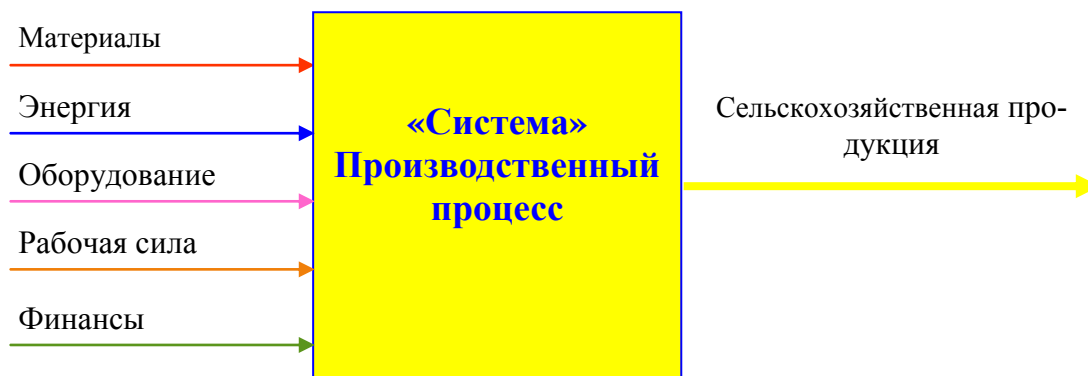 Материалы
Энергия
Оборудование
Рабочая сила
Финансы
«Система»
Производственный
процесс
Сельскохозяйственная про-
дукция